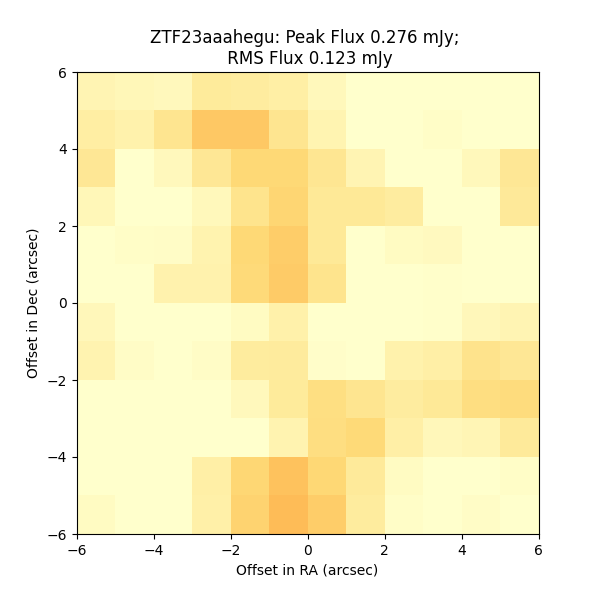 ZTF23aaahegu: Peak Flux 0.276 mJy;
RMS Flux 0.123 mJy
6
4
2
0
−2
−4
−6
Offset in Dec (arcsec)
−6 −4 −2 0 2 4 6
Offset in RA (arcsec)